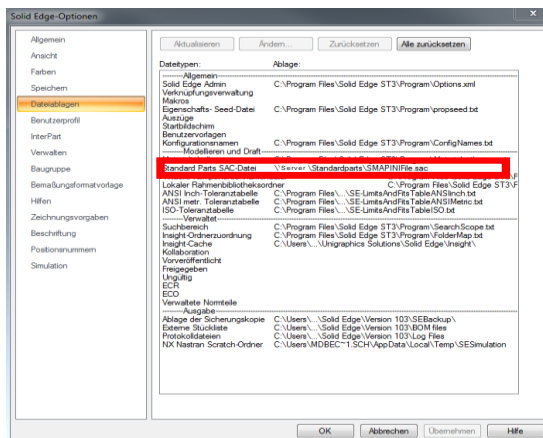 Solid Edge-Optionen
Allgemein
Ansicht
Farben
Speichern
Dateiablagen
Benutzerprofil
InterPart
Verwalten
Baugruppe
Bemaßungsformatvorlage
Hilfen
Zeichnungsvorgaben
Beschriftung
Positionsnummern
Simulation
Aktualisieren Ändern... Zurücksetzen Alle zurücksetzen
Dateitypen: Ablage:
Allgemein
Solid Edge Admin C:\Program Files\Solid Edge ST3\Program\Options.xml
Verknüpfungsverwaltung
Makros
Eigenschafts- Seed-Datei C:\Program Files\Solid Edge ST3\Program\propseed.txt
Auszüge
Startbildschirm
Benutzervorlagen
Konfigurationsnamen C:\Program Files\Solid Edge ST3\Program\ConfigNames.txt
Modellieren und Draft
Standard Parts SAC-Datei \\Server\Standardparts\SMAPINIFile.sac
Lokaler Rahmenbibliotheksordner C:\Program Files\Solid Edge ST3\F
ANSI Inch-Toleranztabelle C:\Program Files\...\SE-LimitsAndFitsTableANSIInch.txt
ANSI metr. Toleranztabelle C:\Program Files\...\SE-LimitsAndFitsTableANSIMetric.txt
ISO-Toleranztabelle C:\Program Files\...\SE-LimitsAndFitsTableISO.txt
Verwaltet
Suchbereich C:\Program Files\Solid Edge ST3\Program\SearchScope.txt
Insight-Ordnerzuordnung C:\Program Files\Solid Edge ST3\Program\FolderMap.txt
Insight-Cache C:\Users\...\Unigraphics Solutions\Solid Edge\Insight\
Kollaboration
Vorveröffentlicht
Freigegeben
Ungültig
ECR
ECO
Verwaltete Normteile
Ausgabe
Ablage der Sicherungskopie C:\Users\...\Solid Edge\Version 103\SEBackup\
Externe Stückliste C:\Users\...\Solid Edge\Version 103\BOM files
Protokolldateien C:\Users\...\Solid Edge\Version 103\Log Files
NX Nastran Scratch-Ordner C:\Users\MDBEC~1.SCH\AppData\Local\Temp\SESimulation
OK Abbrechen Übernehmen Hilfe